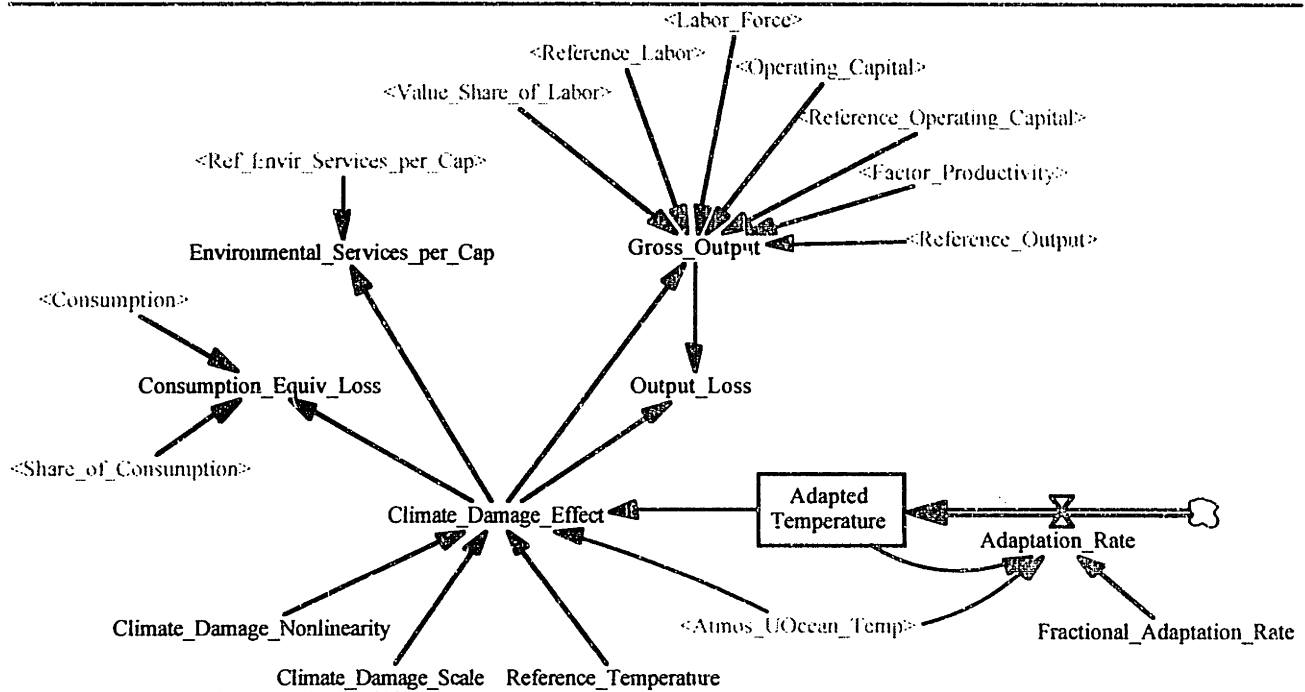 <Labor_Force>
<Reference_Labor>
<Operating_Capital>
<Value_Share_of_Labor>
<Reference_Operating_Capital>
<Ref_Envir_Services_per_Cap>
<Factor_Productivity>
Environmental_Services_per_Cap
Gross_Output
<Reference_Output>
<Consumption>
Consumption_Equiv_Loss
Output_Loss
<Share_of_Consumption>
Climate_Damage_Effect
Adapted
Temperature
Adaptation_Rate
Climate_Damage_Nonlinearity
<Atmos_UOcean_Temp>
Fractional_Adaptation_Rate
Climate_Damage_Scale
Reference_Temperature